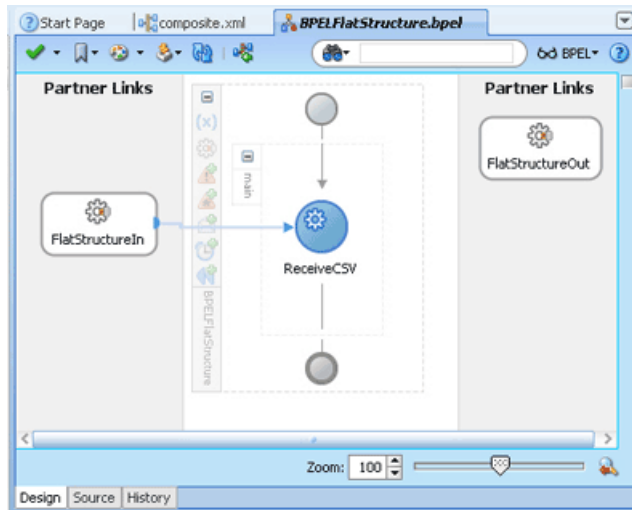 Start Page composite.xml BPELFlatStructure.bpel
BPEL
Partner Links Partner Links
main
FlatStructureOut
FlatStructureIn
ReceiveCSV
BPELFlatStructure
Zoom: 100
Design Source History